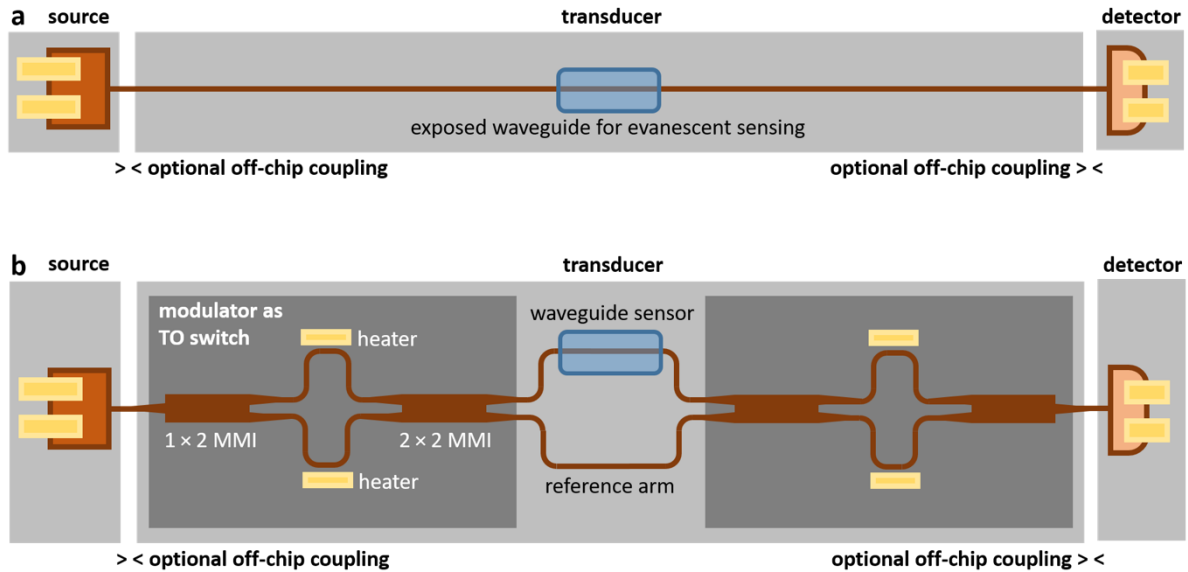 a
source
transducer
detector
exposed waveguide for evanescent sensing
> < optional off-chip coupling
optional off-chip coupling > <
b
source
transducer
detector
modulator as
TO switch
heater
waveguide sensor
1 × 2 MMI
2 × 2 MMI
heater
reference arm
> < optional off-chip coupling
optional off-chip coupling > <